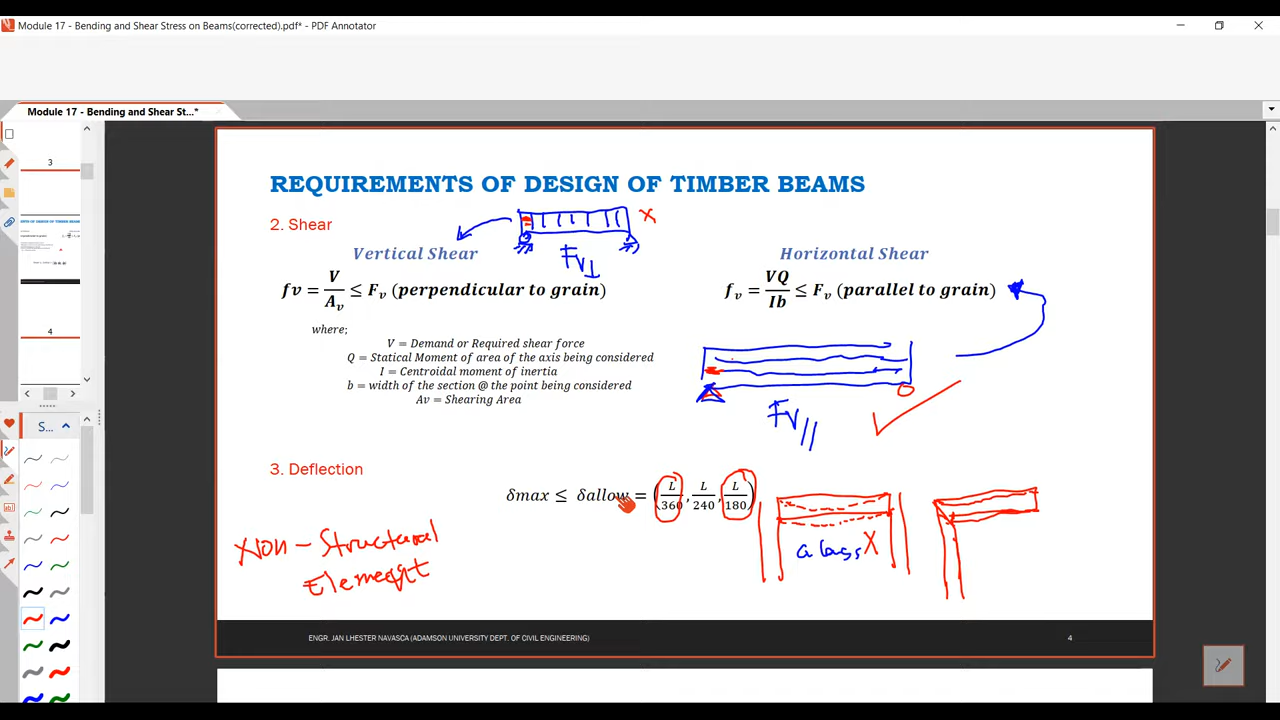 Module 17 - Bending and Shear Stress on Beams(corrected).pdf* - PDF Annotator
Module 17 - Bending and Shear St...*
3
4
S...
REQUIREMENTS OF DESIGN OF TIMBER BEAMS
2. Shear
X
Vertical Shear
Horizontal Shear
Fv⊥
fv = V/Av ≤ Fv (perpendicular to grain)
fv = VQ/Ib ≤ Fv (parallel to grain)
where;
V = Demand or Required shear force
Q = Statical Moment of area of the axis being considered
I = Centroidal moment of inertia
b = width of the section @ the point being considered
Av = Shearing Area
Fv//
3. Deflection
δmax ≤ δallow = (L/360, L/240, L/180)
Non-Structural
Element
X
ENGR. JAN LHESTER NAVASCA (ADAMSON UNIVERSITY DEPT. OF CIVIL ENGINEERING)
4